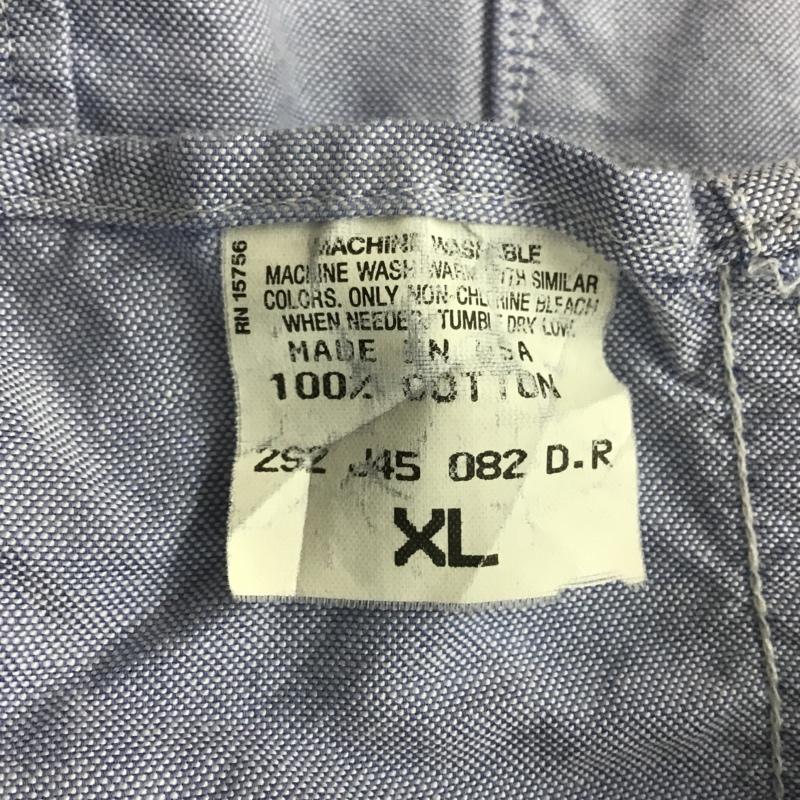 RN 15756
MACHINE WASHABLE
MACHINE WASH WARM WITH SIMILAR
COLORS. ONLY NON-CHLORINE BLEACH
WHEN NEEDED. TUMBLE DRY LOW.
MADE IN USA
100% COTTON
292 J45 082 D.R
XL